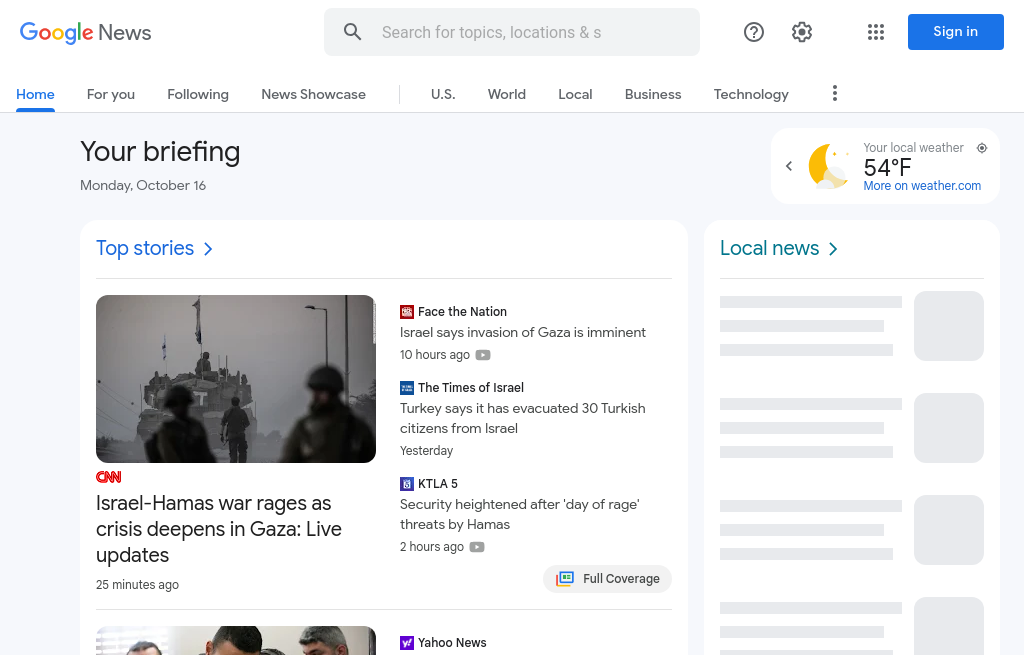 Google News
Search for topics, locations & s
Sign in
Home
For you
Following
News Showcase
U.S.
World
Local
Business
Technology
Your briefing
Monday, October 16
Your local weather
54°F
More on weather.com
Top stories
Local news
CNN
Israel-Hamas war rages as
crisis deepens in Gaza: Live
updates
25 minutes ago
Face the Nation
Israel says invasion of Gaza is imminent
10 hours ago
The Times of Israel
Turkey says it has evacuated 30 Turkish
citizens from Israel
Yesterday
KTLA 5
Security heightened after 'day of rage'
threats by Hamas
2 hours ago
Full Coverage
Yahoo News